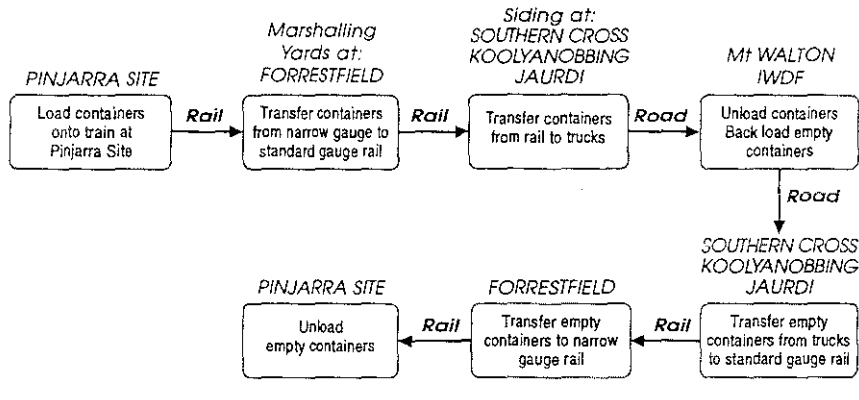 PINJARRA SITE
Load containers
onto train at
Pinjarra Site
Rail
Marshalling
Yards at:
FORRESTFIELD
Transfer containers
from narrow gauge to
standard gauge rail
Rail
Siding at:
SOUTHERN CROSS
KOOLYANOBBING
JAURDI
Transfer containers
from rail to trucks
Road
Mt WALTON
IWDF
Unload containers
Back load empty
containers
Road
SOUTHERN CROSS
KOOLYANOBBING
JAURDI
Transfer empty
containers from trucks
to standard gauge rail
Rail
FORRESTFIELD
Transfer empty
containers to narrow
gauge rail
Rail
PINJARRA SITE
Unload
empty containers